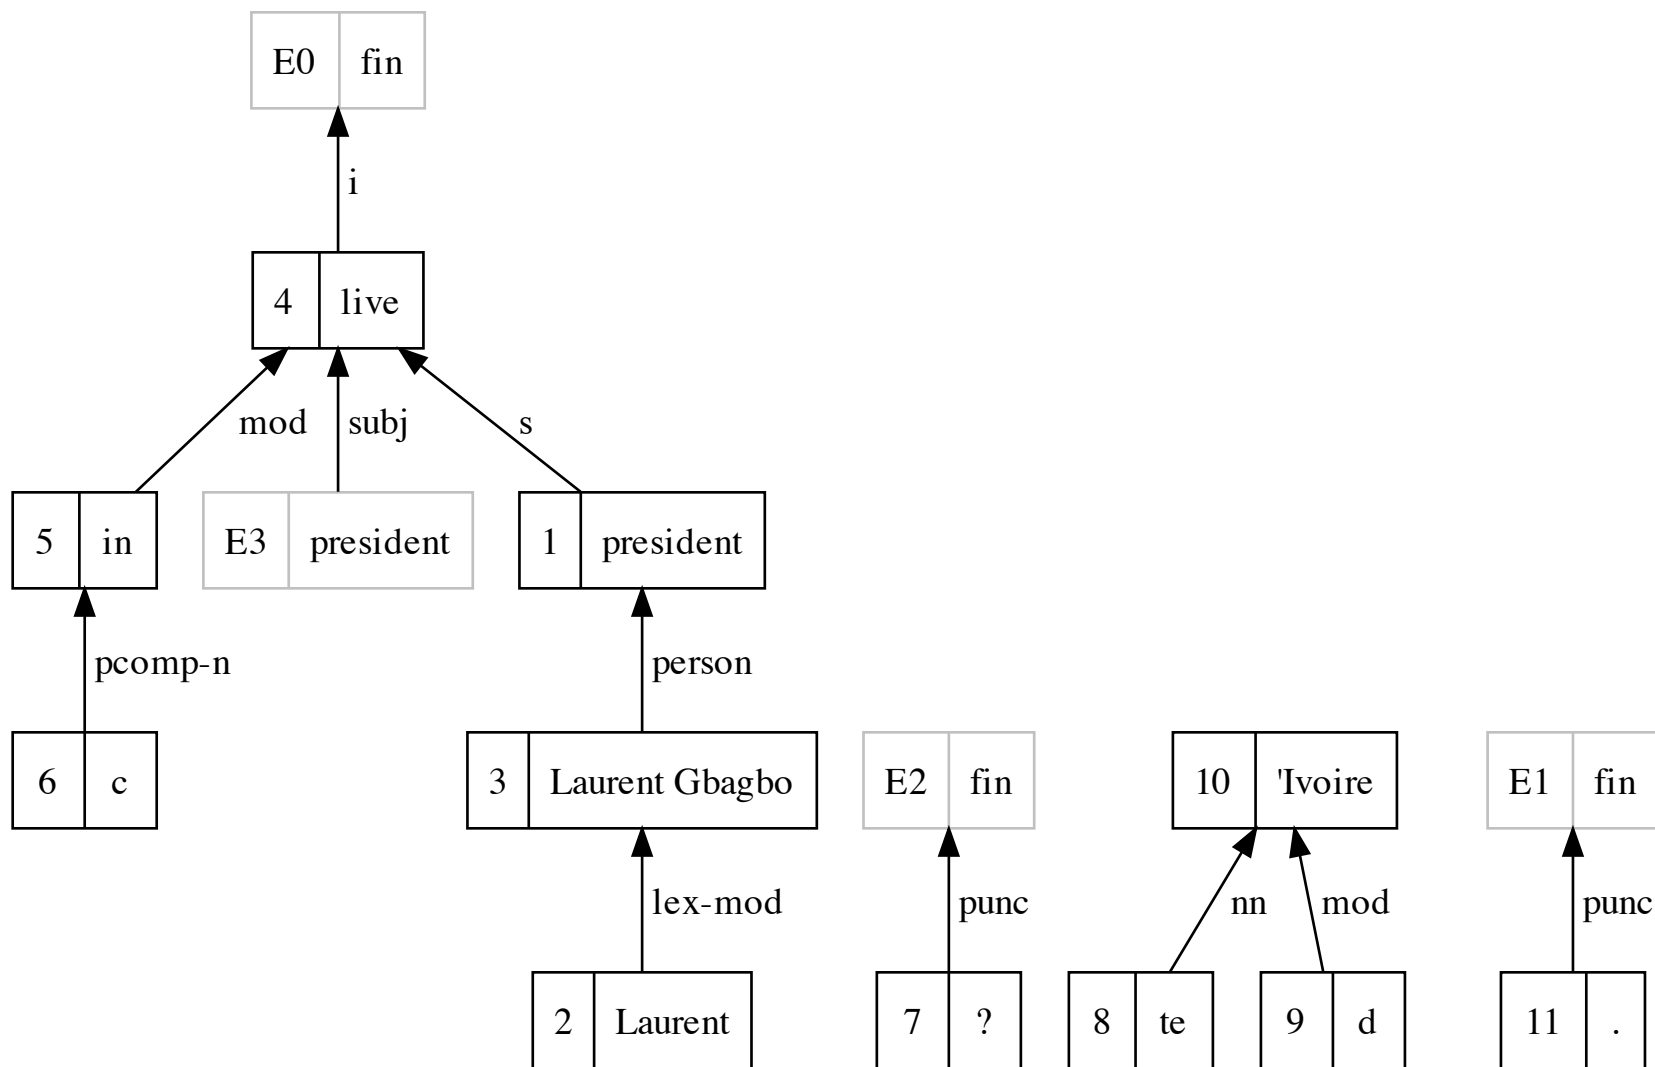 E0 fin
i
4 live
mod subj s
5 in E3 president 1 president
pcomp-n person
6 c 3 Laurent Gbagbo E2 fin 10 'Ivoire E1 fin
lex-mod punc nn mod punc
2 Laurent 7 ? 8 te 9 d 11 .